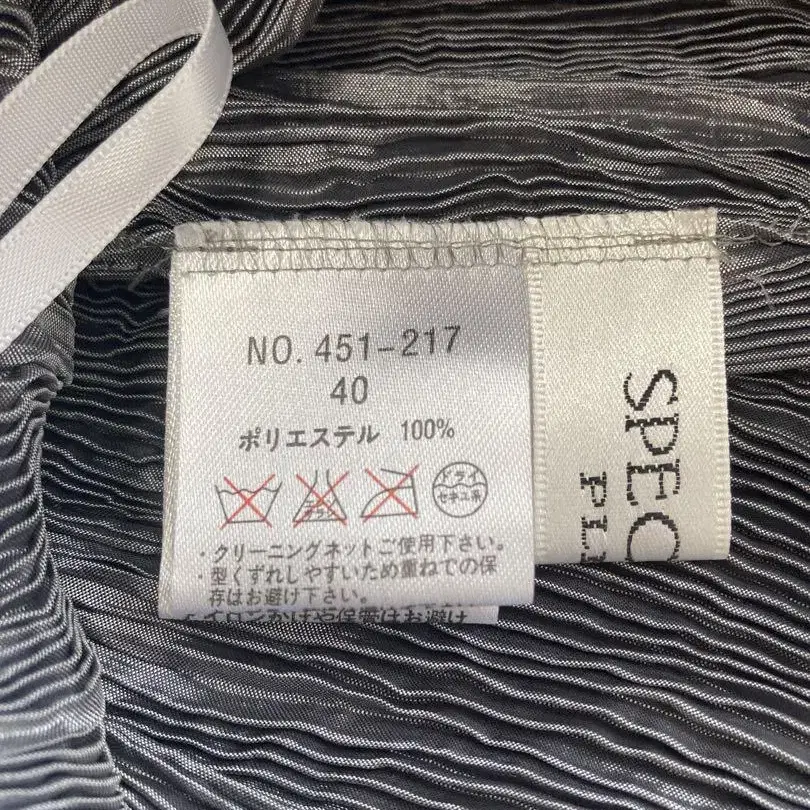 NO. 451-217
40
ポリエステル 100%
エンソ
ドライ
セキユ系
・クリーニングネットご使用下さい。
・型くずれしやすいため重ねての保
存はお避け下さい。
SPEC
PL